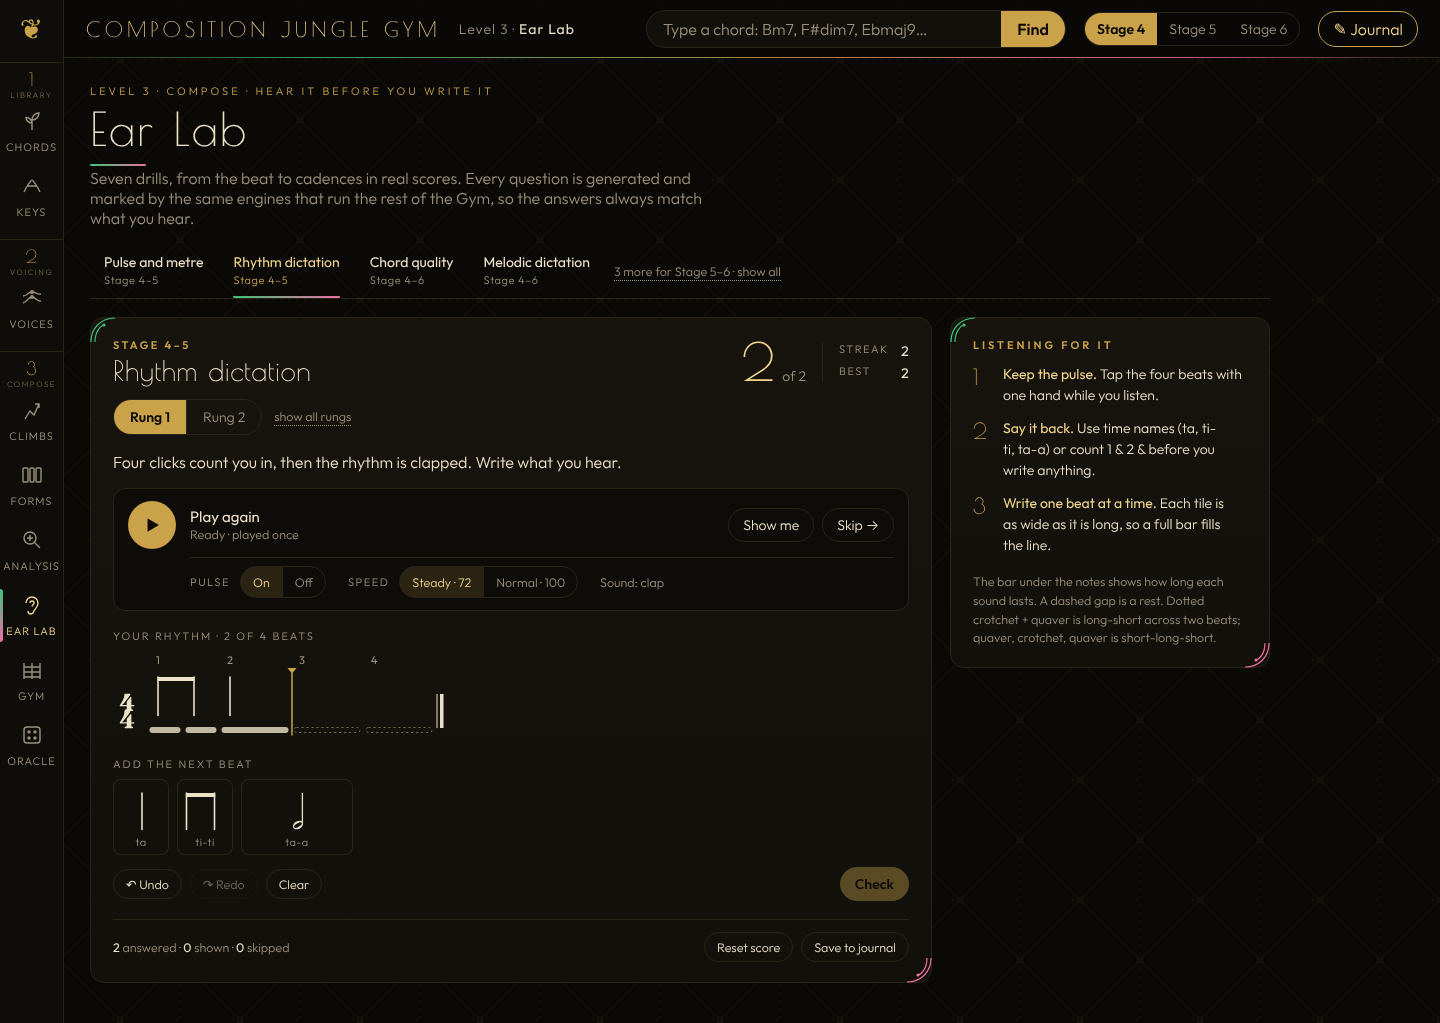 COMPOSITION JUNGLE GYM
Level 3 · Ear Lab
Type a chord: Bm7, F#dim7, Ebmaj9...
Find
Stage 4
Stage 5
Stage 6
✎ Journal
1
LIBRARY
CHORDS
KEYS
2
VOICING
VOICES
3
COMPOSE
CLIMBS
FORMS
ANALYSIS
EAR LAB
GYM
ORACLE
LEVEL 3 · COMPOSE · HEAR IT BEFORE YOU WRITE IT
Ear Lab
Seven drills, from the beat to cadences in real scores. Every question is generated and
marked by the same engines that run the rest of the Gym, so the answers always match
what you hear.
Pulse and metre
Stage 4–5
Rhythm dictation
Stage 4–5
Chord quality
Stage 4–6
Melodic dictation
Stage 4–6
3 more for Stage 5–6 · show all
STAGE 4–5
Rhythm dictation
2 of 2
STREAK 2
BEST 2
Rung 1
Rung 2
show all rungs
Four clicks count you in, then the rhythm is clapped. Write what you hear.
Play again
Ready · played once
Show me
Skip →
PULSE
On
Off
SPEED
Steady · 72
Normal · 100
Sound: clap
YOUR RHYTHM · 2 OF 4 BEATS
1 2 3 4
4
4
ADD THE NEXT BEAT
ta
ti-ti
ta-a
↶ Undo
↷ Redo
Clear
Check
2 answered · 0 shown · 0 skipped
Reset score
Save to journal
LISTENING FOR IT
1 Keep the pulse. Tap the four beats with
one hand while you listen.
2 Say it back. Use time names (ta, ti-
ti, ta-a) or count 1 & 2 & before you
write anything.
3 Write one beat at a time. Each tile is
as wide as it is long, so a full bar fills
the line.
The bar under the notes shows how long each
sound lasts. A dashed gap is a rest. Dotted
crotchet + quaver is long-short across two beats;
quaver, crotchet, quaver is short-long-short.